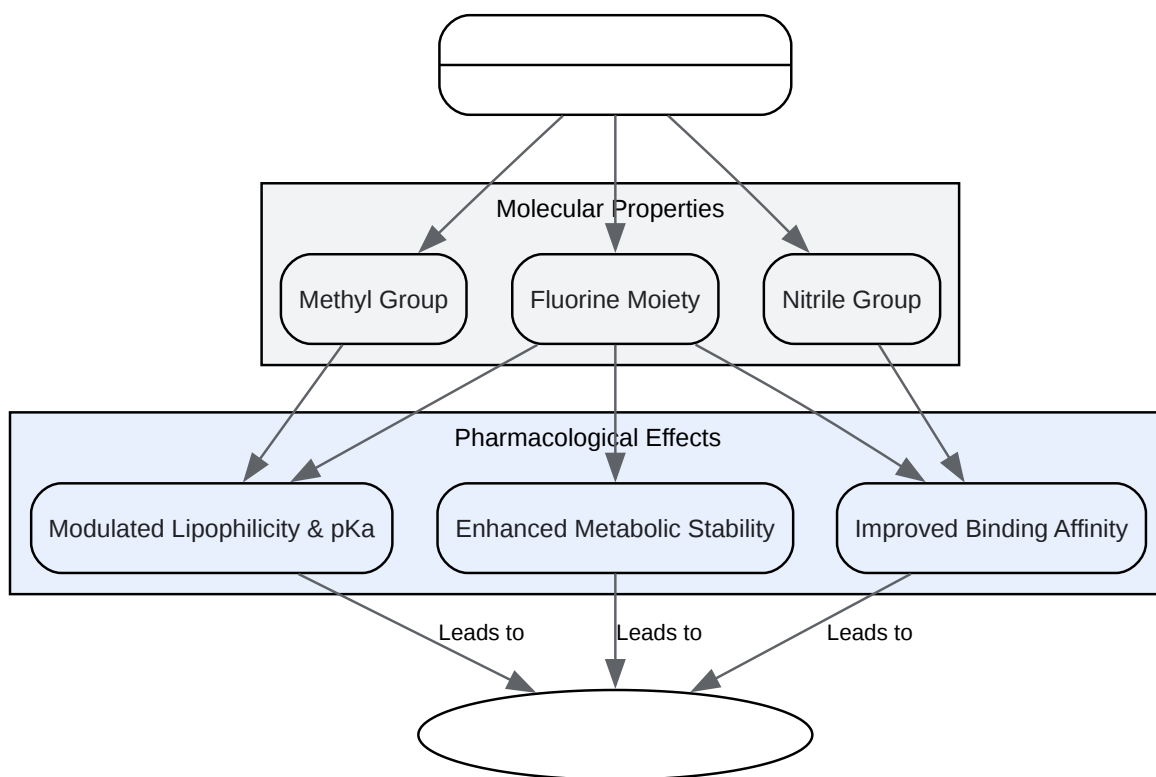 Molecular Properties
Methyl Group
Fluorine Moiety
Nitrile Group
Pharmacological Effects
Modulated Lipophilicity & pKa
Enhanced Metabolic Stability
Improved Binding Affinity
Leads to
Leads to
Leads to